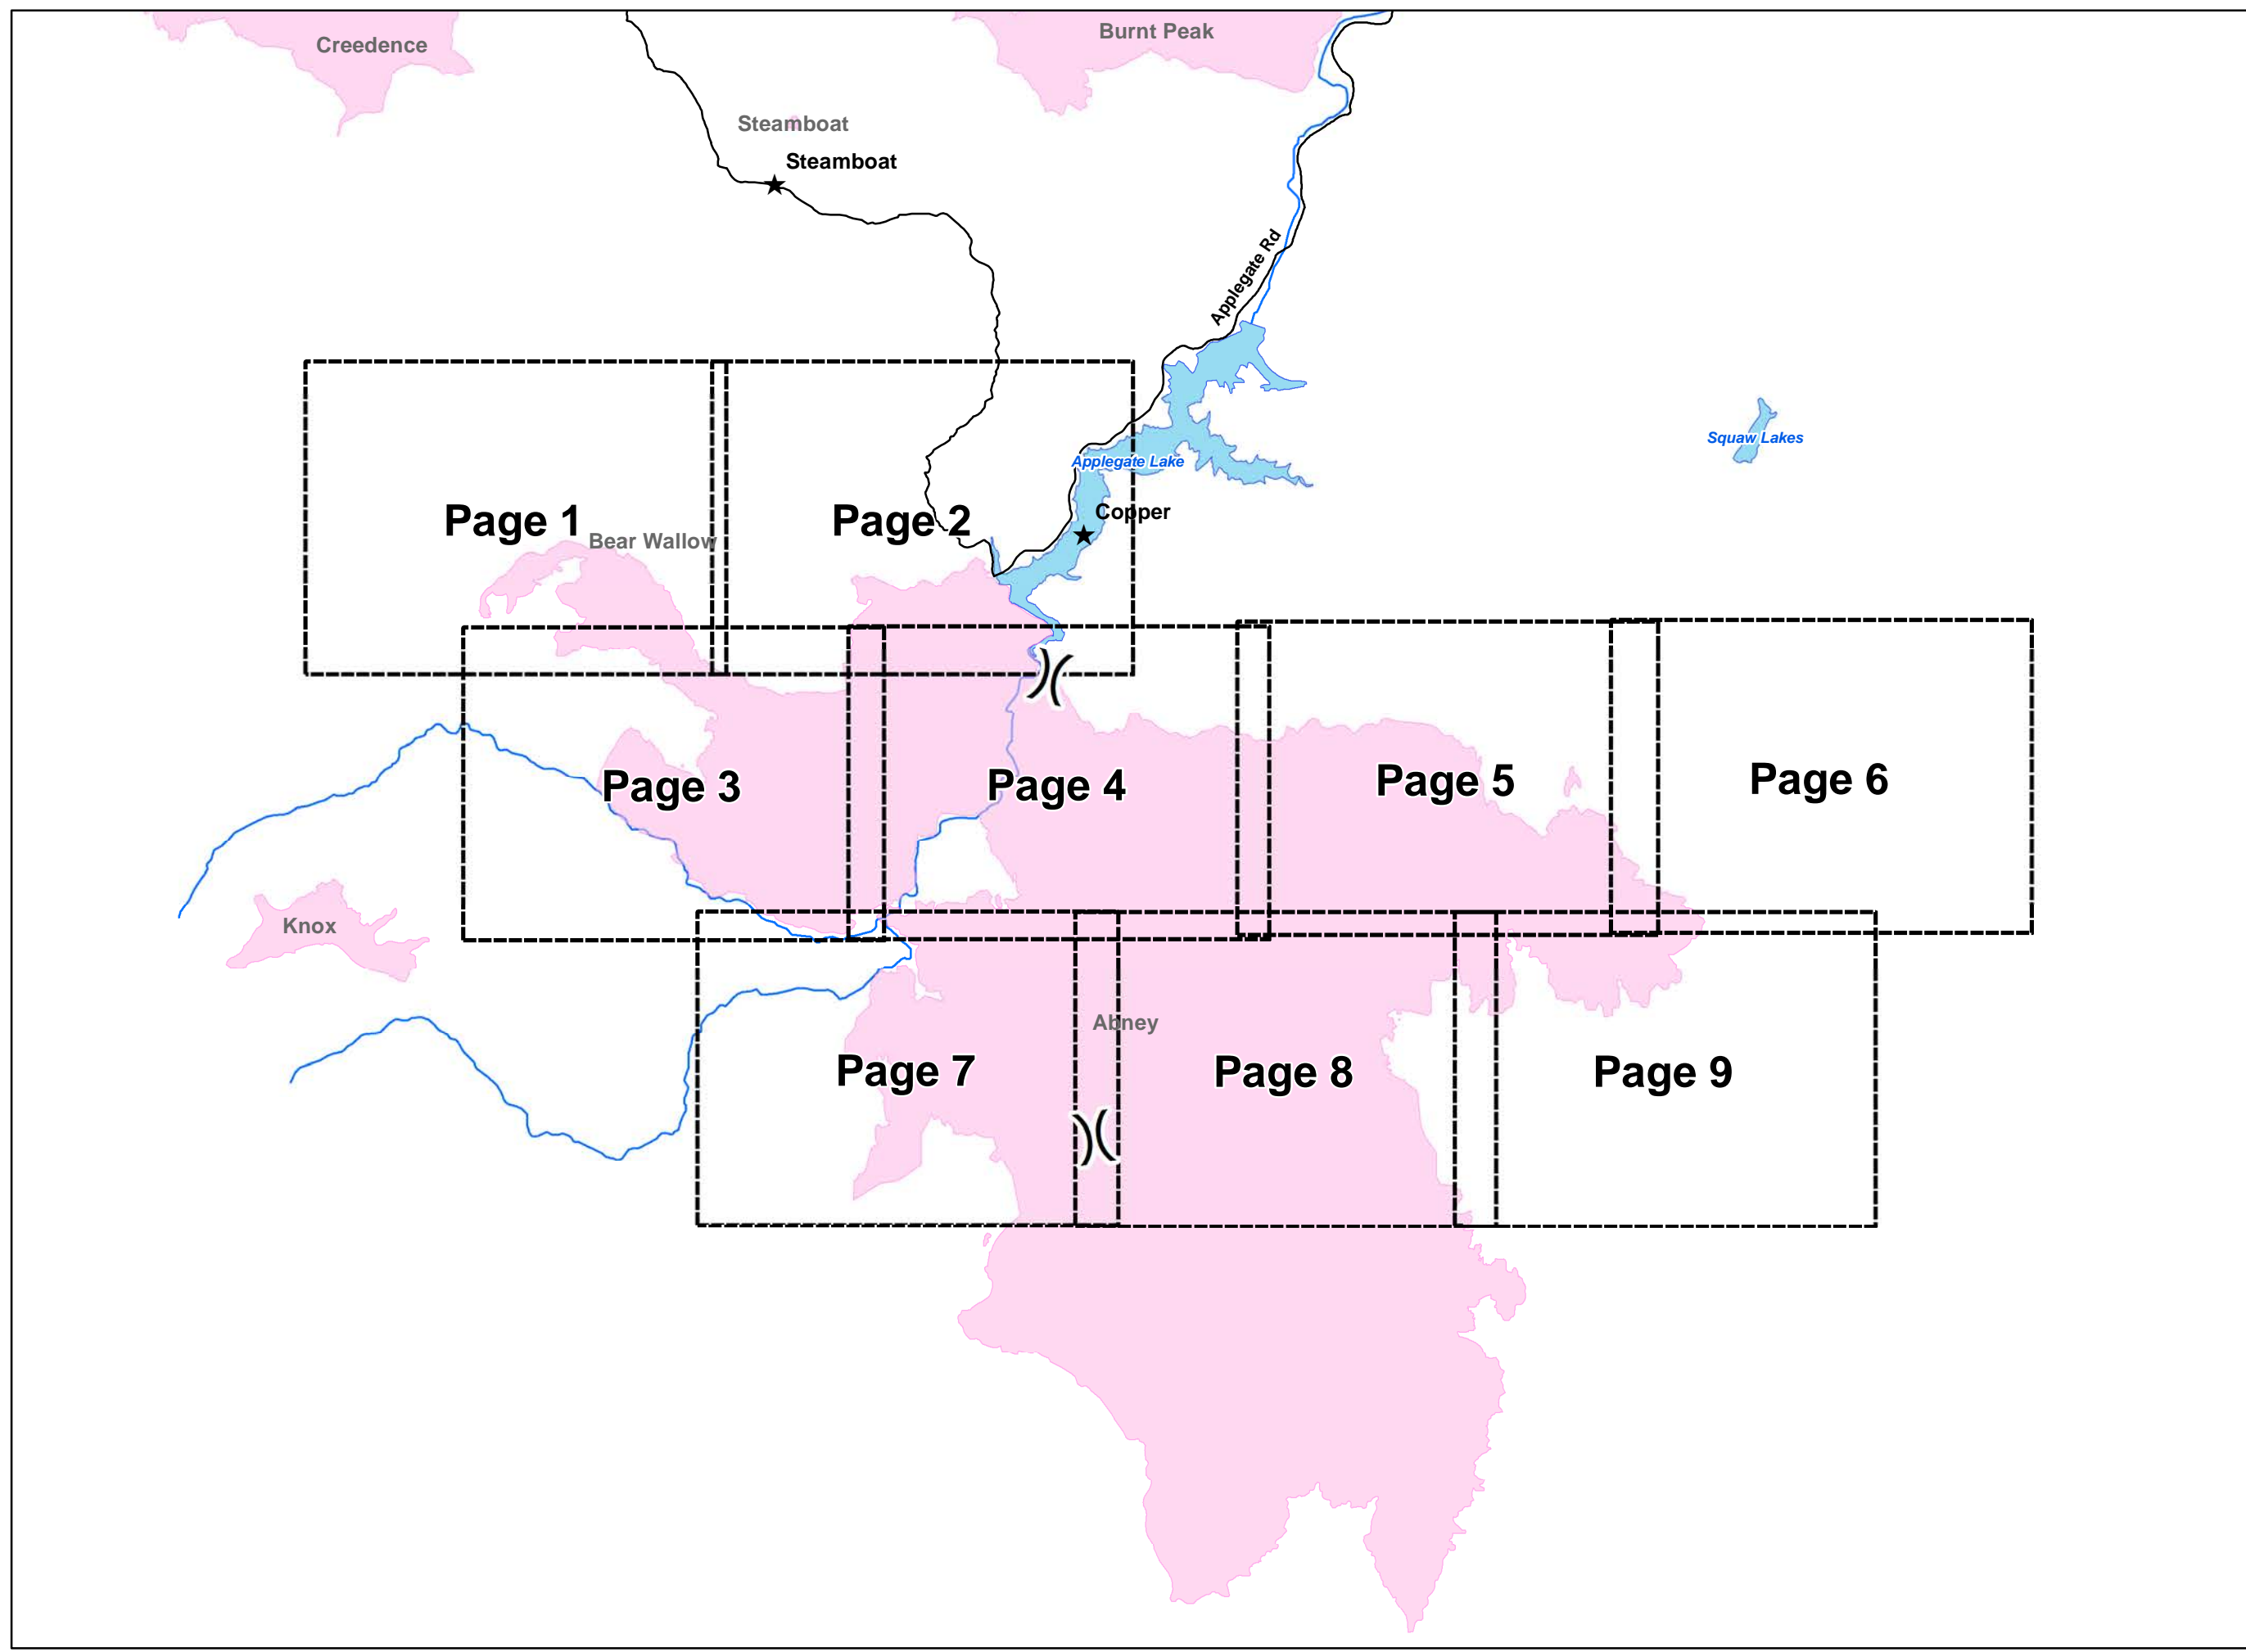 Burnt Peak
Creedence
Steamboat
Steamboat
Applegate Rd
Squaw Lakes
Applegate Lake
Copper
Page 1
Page 2
Bear Wallow
Page 3
Page 4
Page 5
Page 6
Knox
Abney
Page 7
Page 8
Page 9